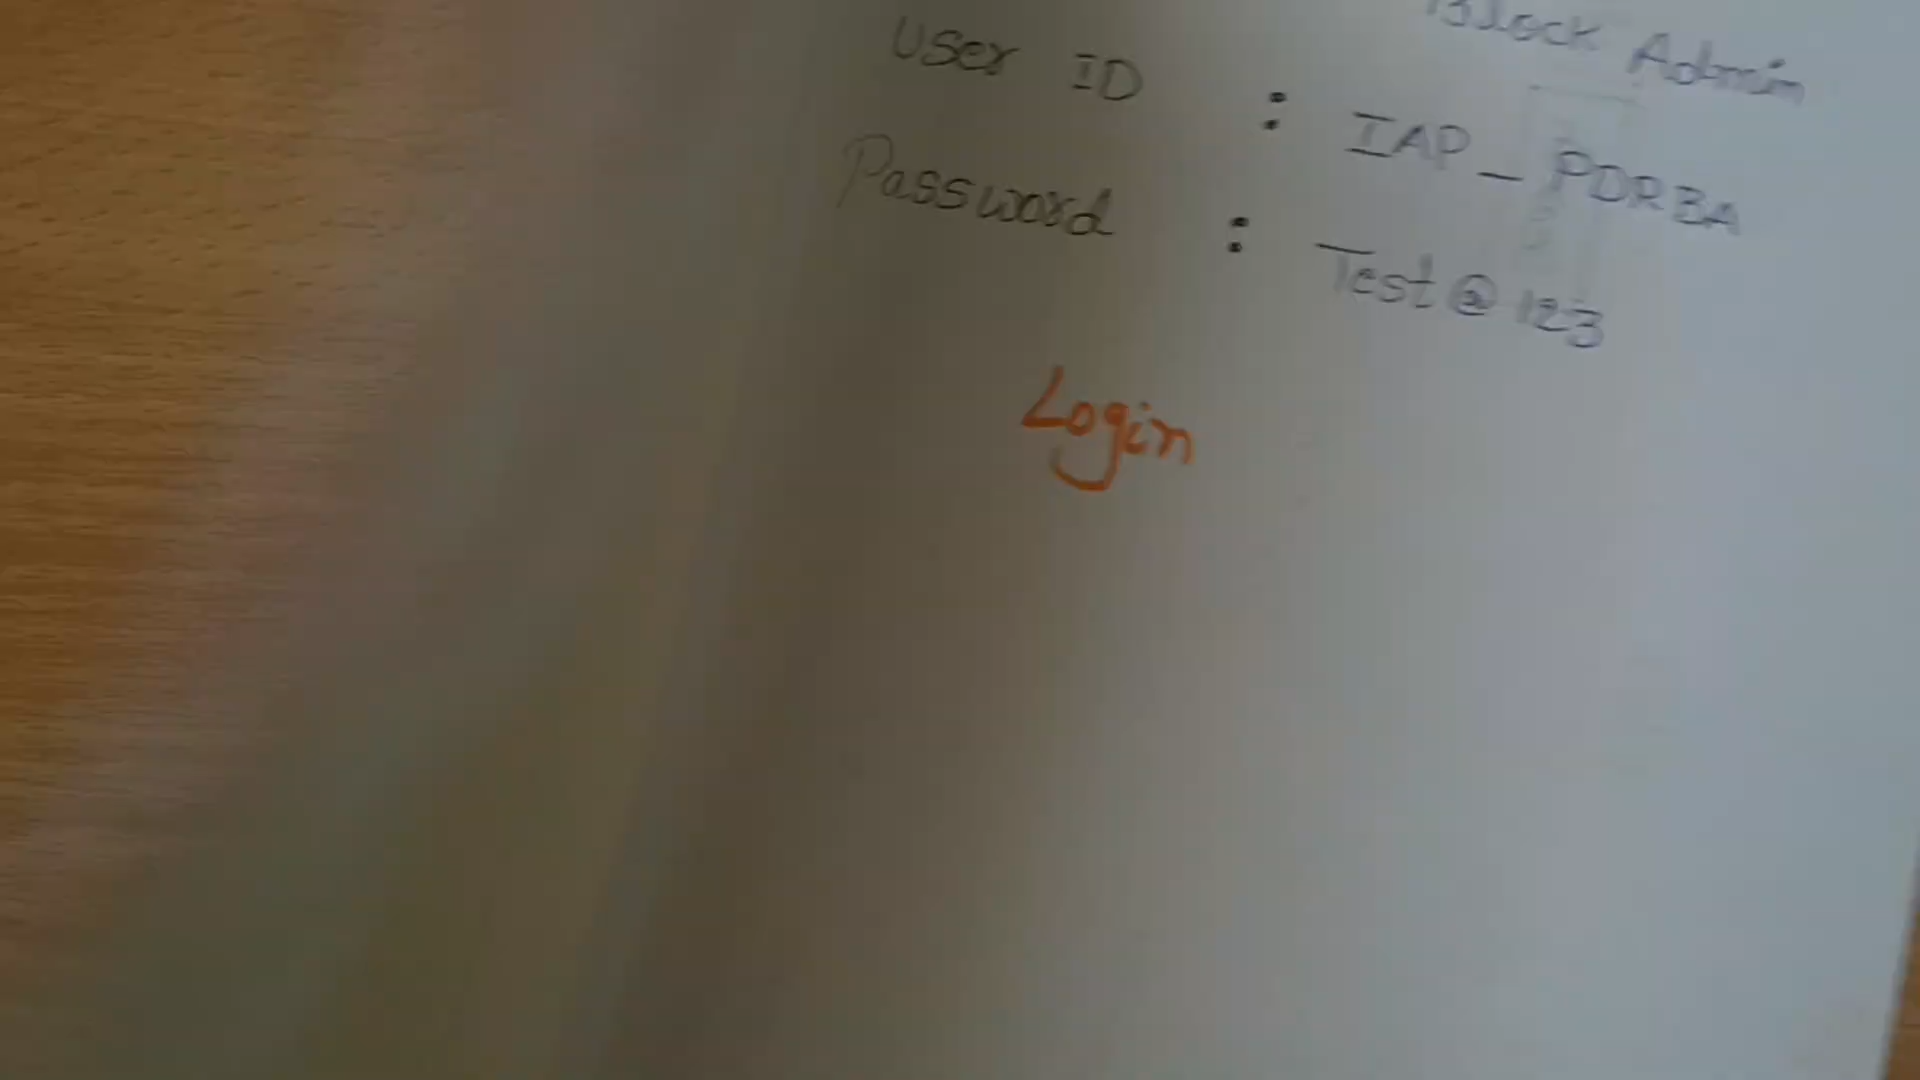 Block Admin
User ID : IAP_PDRBA
Password : Test@123
Login